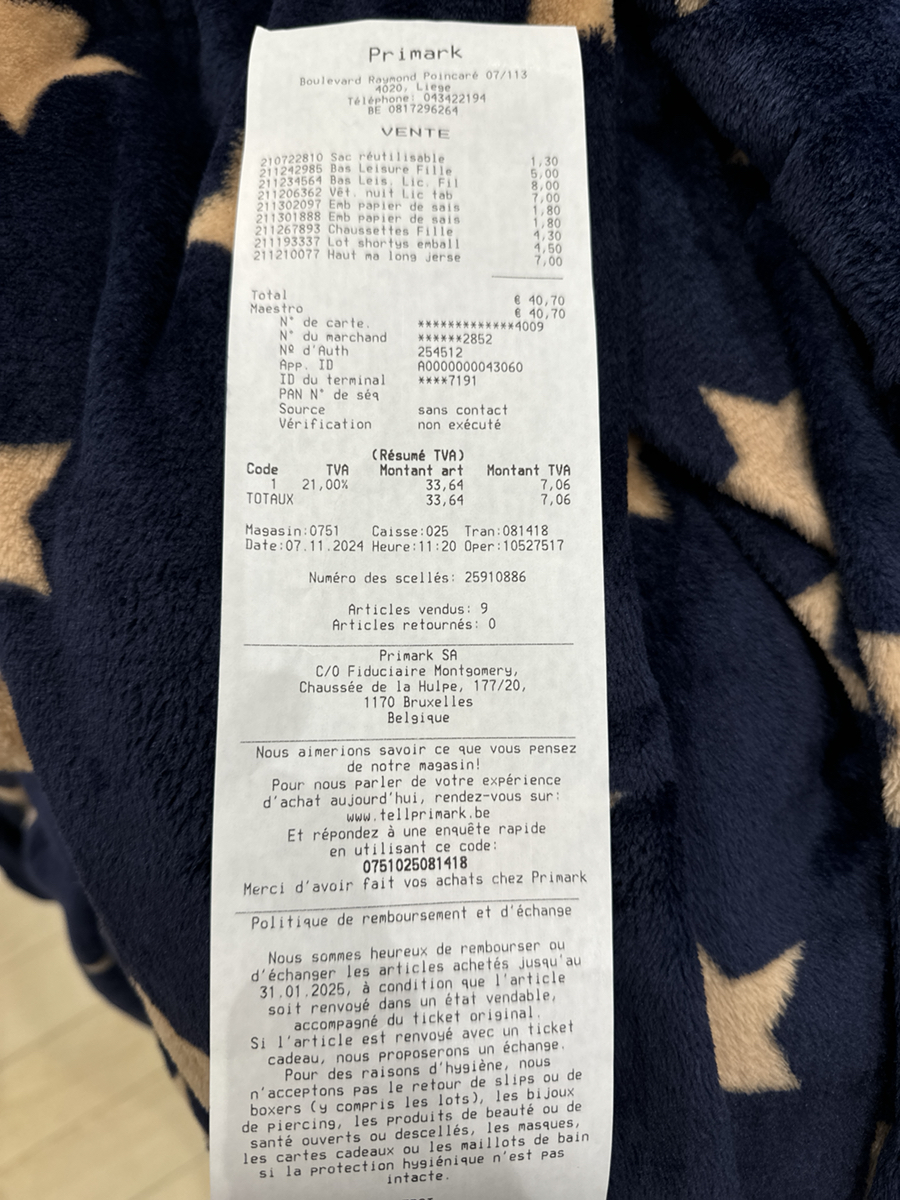 Primark
Boulevard Raymond Poincaré 07/113
4020, Liege
Téléphone: 043422194
BE 0817296264
VENTE
210722810 Sac réutilisable 1,30
211242985 Bas Leisure Fille 5,00
211234564 Bas Leis. Lic. Fil 8,00
211206362 Vêt. nuit Lic tab 7,00
211302097 Emb papier de sais 1,80
211301888 Emb papier de sais 1,80
211267893 Chaussettes Fille 4,30
211193337 Lot shortys emball 4,50
211210077 Haut ma long jerse 7,00
Total € 40,70
Maestro € 40,70
N° de carte. *************4009
N° du marchand ******2852
Nº d'Auth 254512
App. ID A0000000043060
ID du terminal ****7191
PAN N° de séq
Source sans contact
Vérification non exécuté
(Résumé TVA)
Code TVA Montant art Montant TVA
1 21,00% 33,64 7,06
TOTAUX 33,64 7,06
Magasin:0751 Caisse:025 Tran:081418
Date:07.11.2024 Heure:11:20 Oper:10527517
Numéro des scellés: 25910886
Articles vendus: 9
Articles retournés: 0
Primark SA
C/O Fiduciaire Montgomery,
Chaussée de la Hulpe, 177/20,
1170 Bruxelles
Belgique
Nous aimerions savoir ce que vous pensez
de notre magasin!
Pour nous parler de votre expérience
d'achat aujourd'hui, rendez-vous sur:
www.tellprimark.be
Et répondez à une enquête rapide
en utilisant ce code:
0751025081418
Merci d'avoir fait vos achats chez Primark
Politique de remboursement et d'échange
Nous sommes heureux de rembourser ou
d'échanger les articles achetés jusqu'au
31.01.2025, à condition que l'article
soit renvoyé dans un état vendable,
accompagné du ticket original.
Si l'article est renvoyé avec un ticket
cadeau, nous proposerons un échange.
Pour des raisons d'hygiène, nous
n'acceptons pas le retour de slips ou de
boxers (y compris les lots), les bijoux
de piercing, les produits de beauté ou de
santé ouverts ou descellés, les masques,
les cartes cadeaux ou les maillots de bain
si la protection hygiénique n'est pas
intacte.